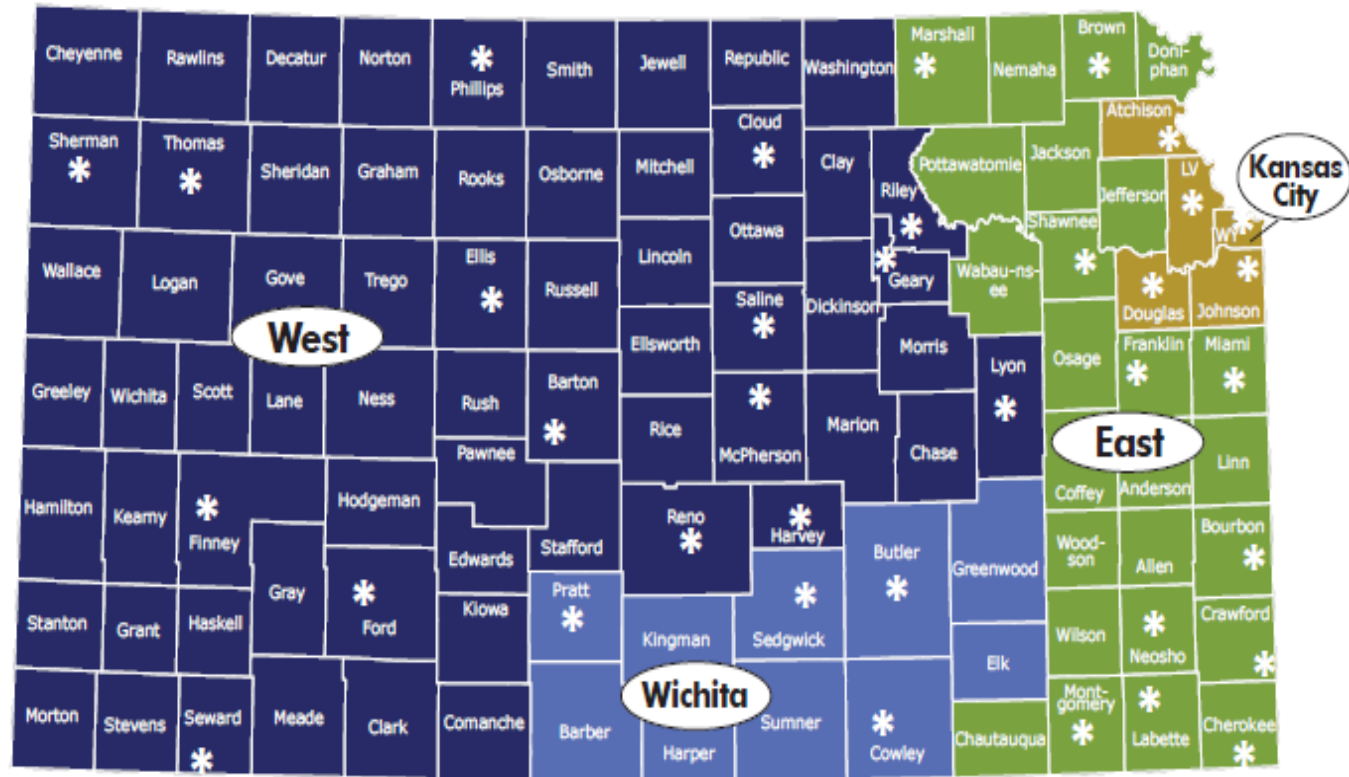 Cheyenne
Rawlins
Decatur
Norton
*
Phillips
Smith
Jewell
Republic
Washington
Marshall
*
Nemaha
Brown
*
Doni-
phan
Sherman
*
Thomas
*
Sheridan
Graham
Rooks
Osborne
Mitchell
Cloud
*
Clay
Riley
*
*
Pottawatomie
Jackson
Atchison
*
Jefferson
LV
*
Kansas
City
WY
*
Wallace
Logan
Gove
Trego
Ellis
*
Russell
Lincoln
Ottawa
Saline
*
Dickinson
Geary
Wabau-ns-
ee
Shawnee
*
*
Douglas
*
Johnson
West
Ellsworth
Morris
Lyon
*
Osage
Franklin
*
Miami
*
Greeley
Wichita
Scott
Lane
Ness
Rush
Barton
*
Rice
*
McPherson
Marion
Chase
East
Pawnee
Coffey
Anderson
Linn
Hamilton
Kearny
*
Finney
Hodgeman
Edwards
Stafford
Reno
*
*
Harvey
Butler
*
Greenwood
Wood-
son
Allen
Bourbon
*
Stanton
Grant
Haskell
Gray
*
Ford
Kiowa
Pratt
*
Kingman
*
Sedgwick
Elk
Wilson
*
Neosho
Crawford
*
Wichita
Morton
Stevens
Seward
*
Meade
Clark
Comanche
Barber
Harper
Sumner
*
Cowley
Chautauqua
Mont-
gomery
*
*
Labette
Cherokee
*